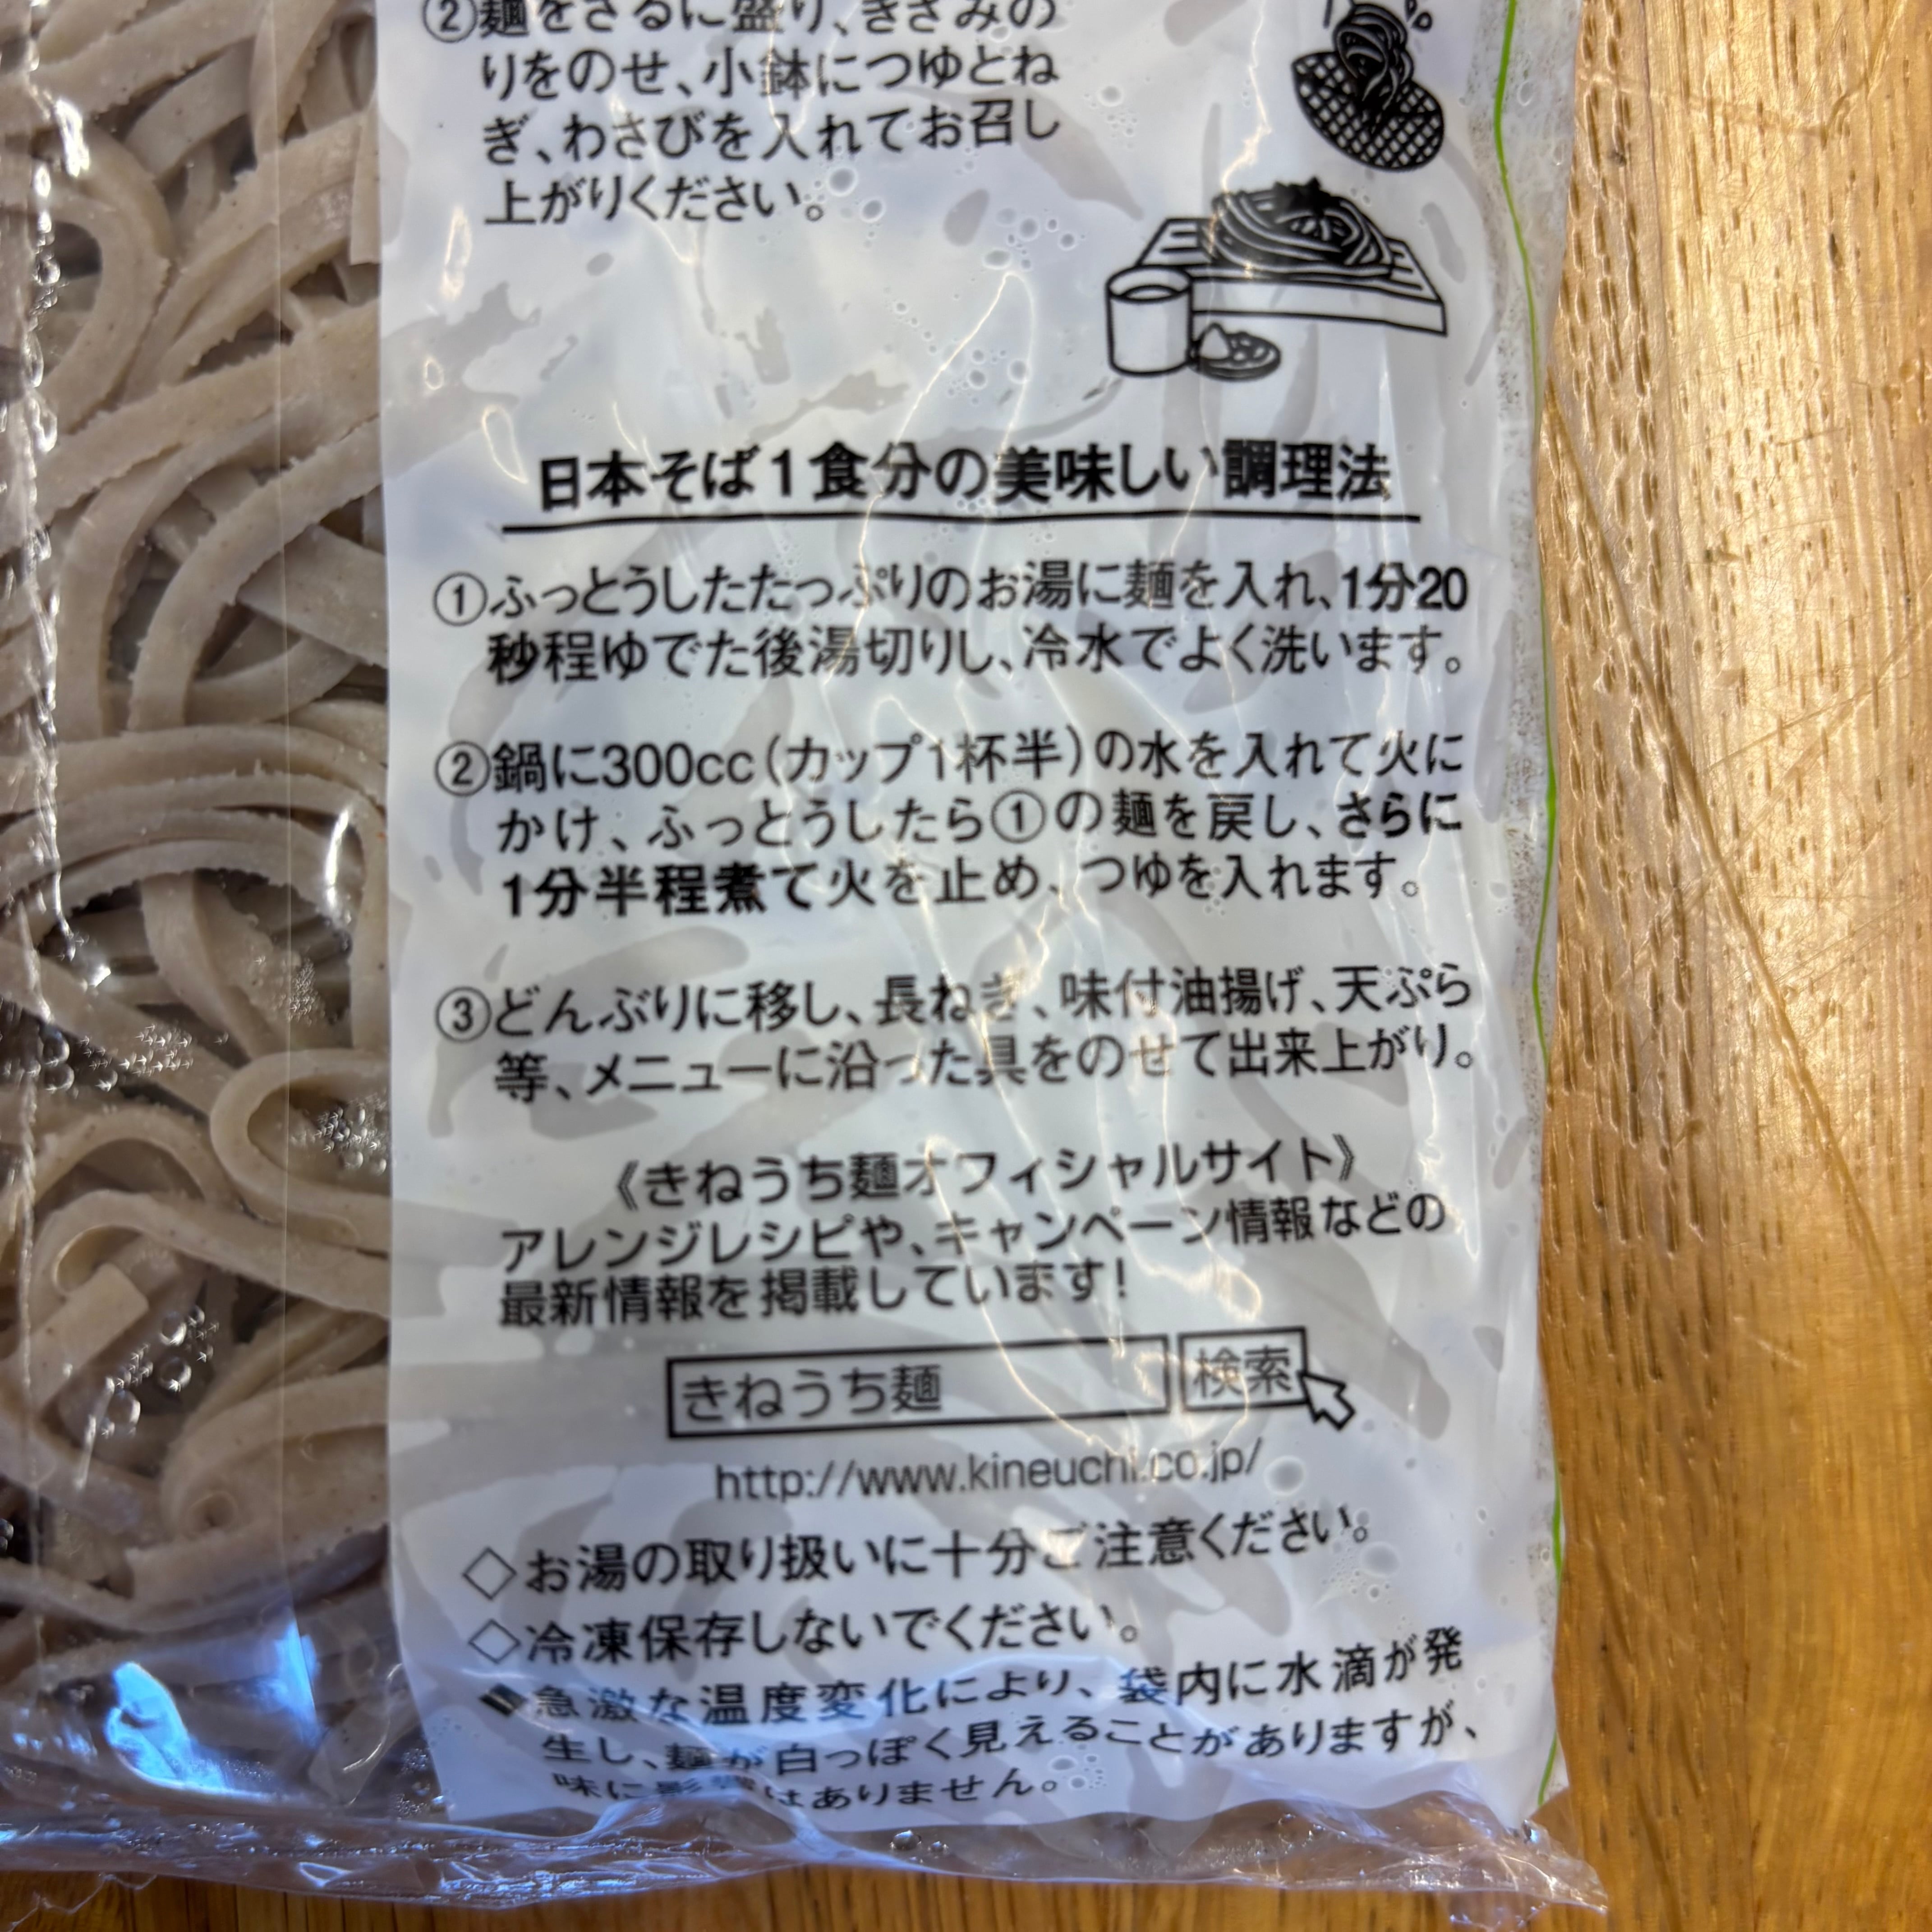 ②麺をざるに盛り、きざみの
りをのせ、小鉢につゆとね
ぎ、わさびを入れてお召し
上がりください。
日本そば1食分の美味しい調理法
①ふっとうしたたっぷりのお湯に麺を入れ、1分20
秒程ゆでた後湯切りし、冷水でよく洗います。
②鍋に300cc(カップ1杯半)の水を入れて火に
かけ、ふっとうしたら①の麺を戻し、さらに
1分半程煮て火を止め、つゆを入れます。
③どんぶりに移し、長ねぎ、味付油揚げ、天ぷら
等、メニューに沿った具をのせて出来上がり。
《きねうち麺オフィシャルサイト》
アレンジレシピや、キャンペーン情報などの
最新情報を掲載しています!
きねうち麺 検索
http://www.kineuchi.co.jp/
◇お湯の取り扱いに十分ご注意ください。
◇冷凍保存しないでください。
◆急激な温度変化により、袋内に水滴が発
生し、麺が白っぽく見えることがありますが、
味に影響はありません。